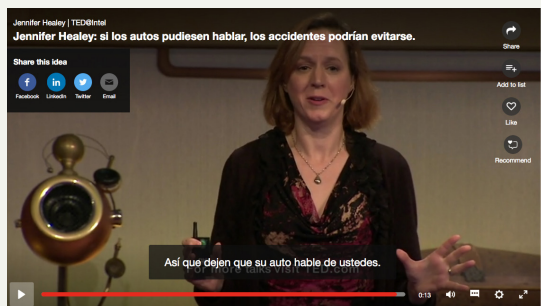 Jennifer Healey | TED@Intel
Jennifer Healey: si los autos pudiesen hablar, los accidentes podrían evitarse.
Share this idea
Facebook
LinkedIn
Twitter
Email
Share
Add to list
Like
Recommend
Así que dejen que su auto hable de ustedes.
For more talks visit TED.com
0:13